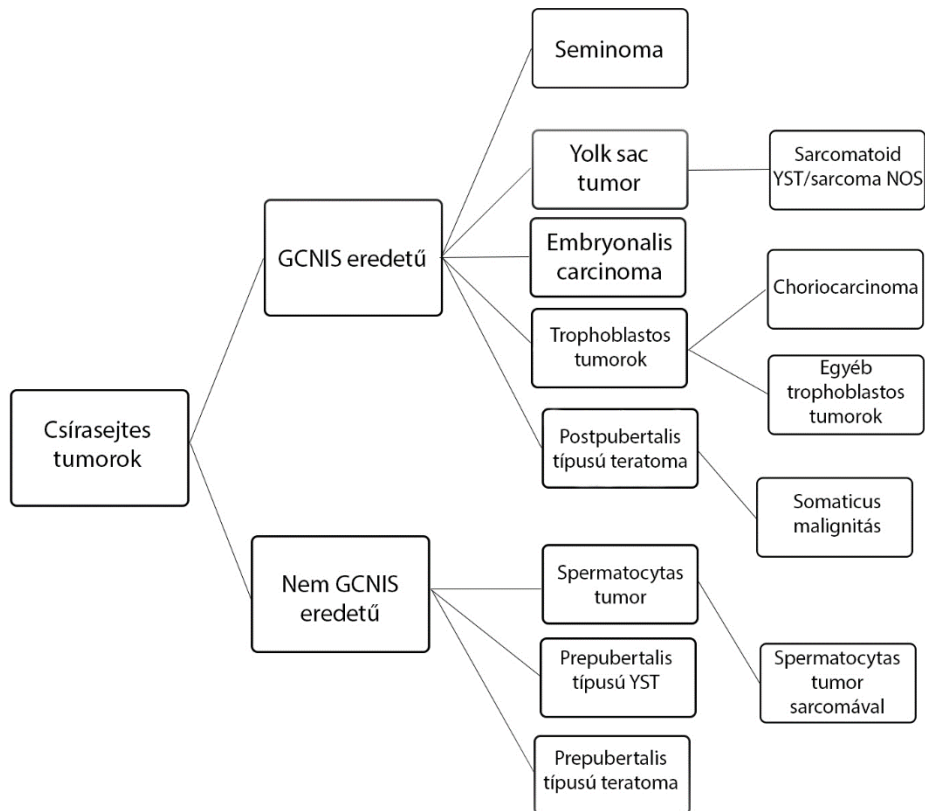 Seminoma
Yolk sac
tumor
Sarcomatoid
YST/sarcoma NOS
GCNIS eredetű
Embryonalis
carcinoma
Choriocarcinoma
Trophoblastos
tumorok
Egyéb
trophoblastos
tumorok
Csírasejtes
tumorok
Postpubertalis
típusú teratoma
Somaticus
malignitás
Nem GCNIS
eredetű
Spermatocytas
tumor
Prepubertalis
típusú YST
Spermatocytas
tumor
sarcomával
Prepubertalis
típusú teratoma